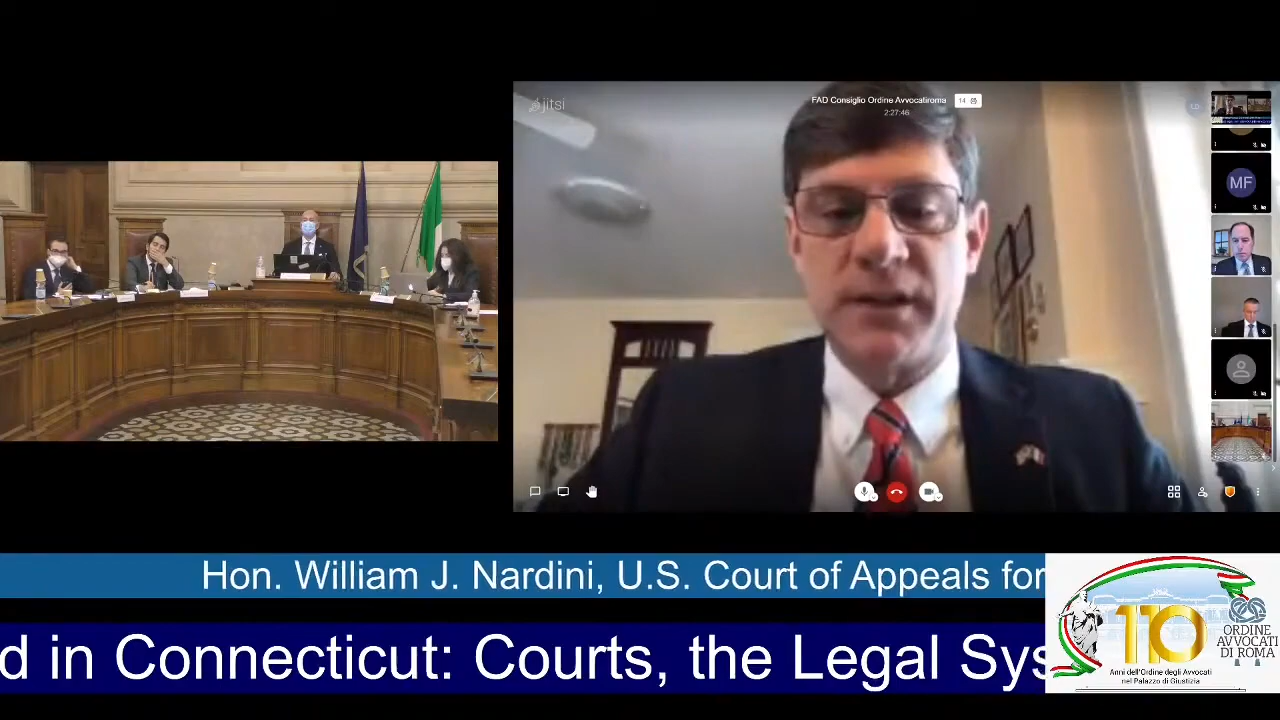 jitsi
FAD Consiglio Ordine Avvocatiroma
14
2:27:46
MF
Hon. William J. Nardini, U.S. Court of Appeals for
d in Connecticut: Courts, the Legal Sys
110
ORDINE
AVVOCATI
DI ROMA
Anni dell'Ordine degli Avvocati
nel Palazzo di Giustizia